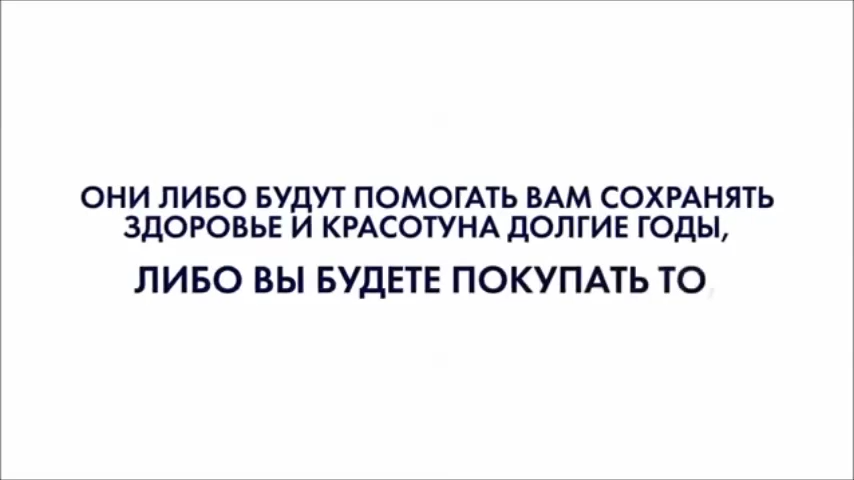 ОНИ ЛИБО БУДУТ ПОМОГАТЬ ВАМ СОХРАНЯТЬ
ЗДОРОВЬЕ И КРАСОТУНА ДОЛГИЕ ГОДЫ,
ЛИБО ВЫ БУДЕТЕ ПОКУПАТЬ ТО,